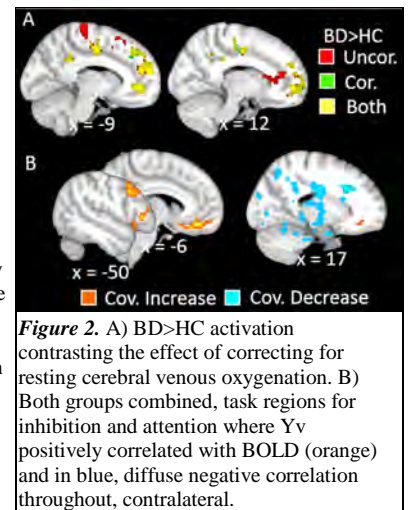 A
BD>HC
Uncor.
Cor.
Both
x = -9
x = 12
B
x = -50
x = -6
x = 17
Cov. Increase
Cov. Decrease
y
e
Figure 2. A) BD>HC activation
contrasting the effect of correcting for
resting cerebral venous oxygenation. B)
Both groups combined, task regions for
inhibition and attention where Yv
positively correlated with BOLD (orange)
and in blue, diffuse negative correlation
throughout, contralateral.